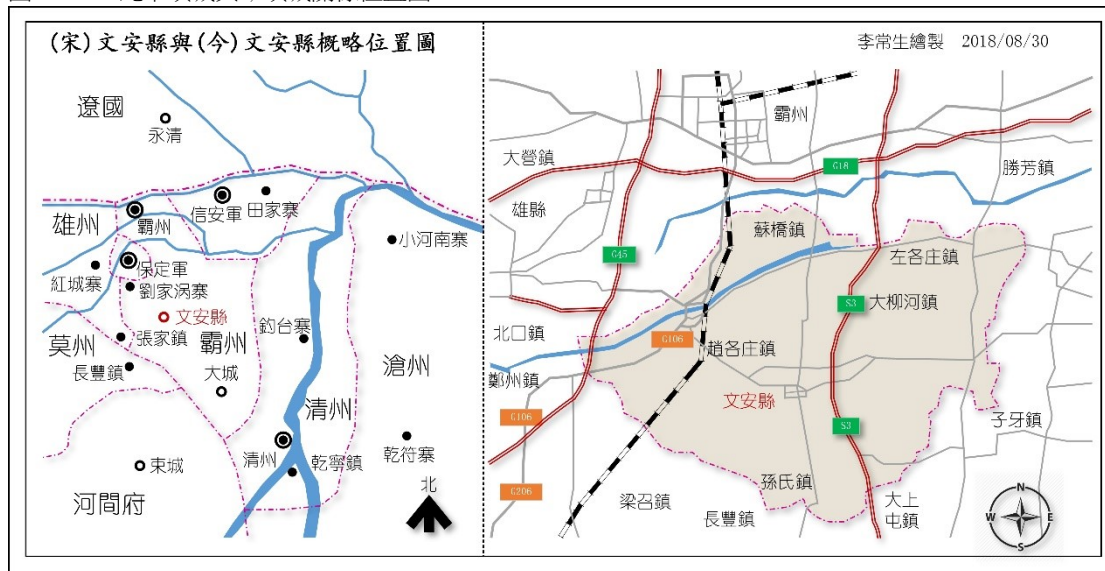 (宋)文安縣與(今)文安縣概略位置圖
遼國
永清
雄州
霸州
信安軍
田家寨
小河南寨
紅城寨
保定軍
劉家渦寨
文安縣
莫州
張家鎮
霸州
釣台寨
長豐鎮
大城
滄州
清州
束城
清州
乾寧鎮
乾符寨
河間府
北
李常生繪製 2018/08/30
霸州
大營鎮
G18
勝芳鎮
雄縣
蘇橋鎮
G45
左各庄鎮
S3
大柳河鎮
北口鎮
G106
趙各庄鎮
鄭州鎮
文安縣
G106
S3
子牙鎮
孫氏鎮
G206
梁召鎮
長豐鎮
大上
屯鎮
N
W
E
S